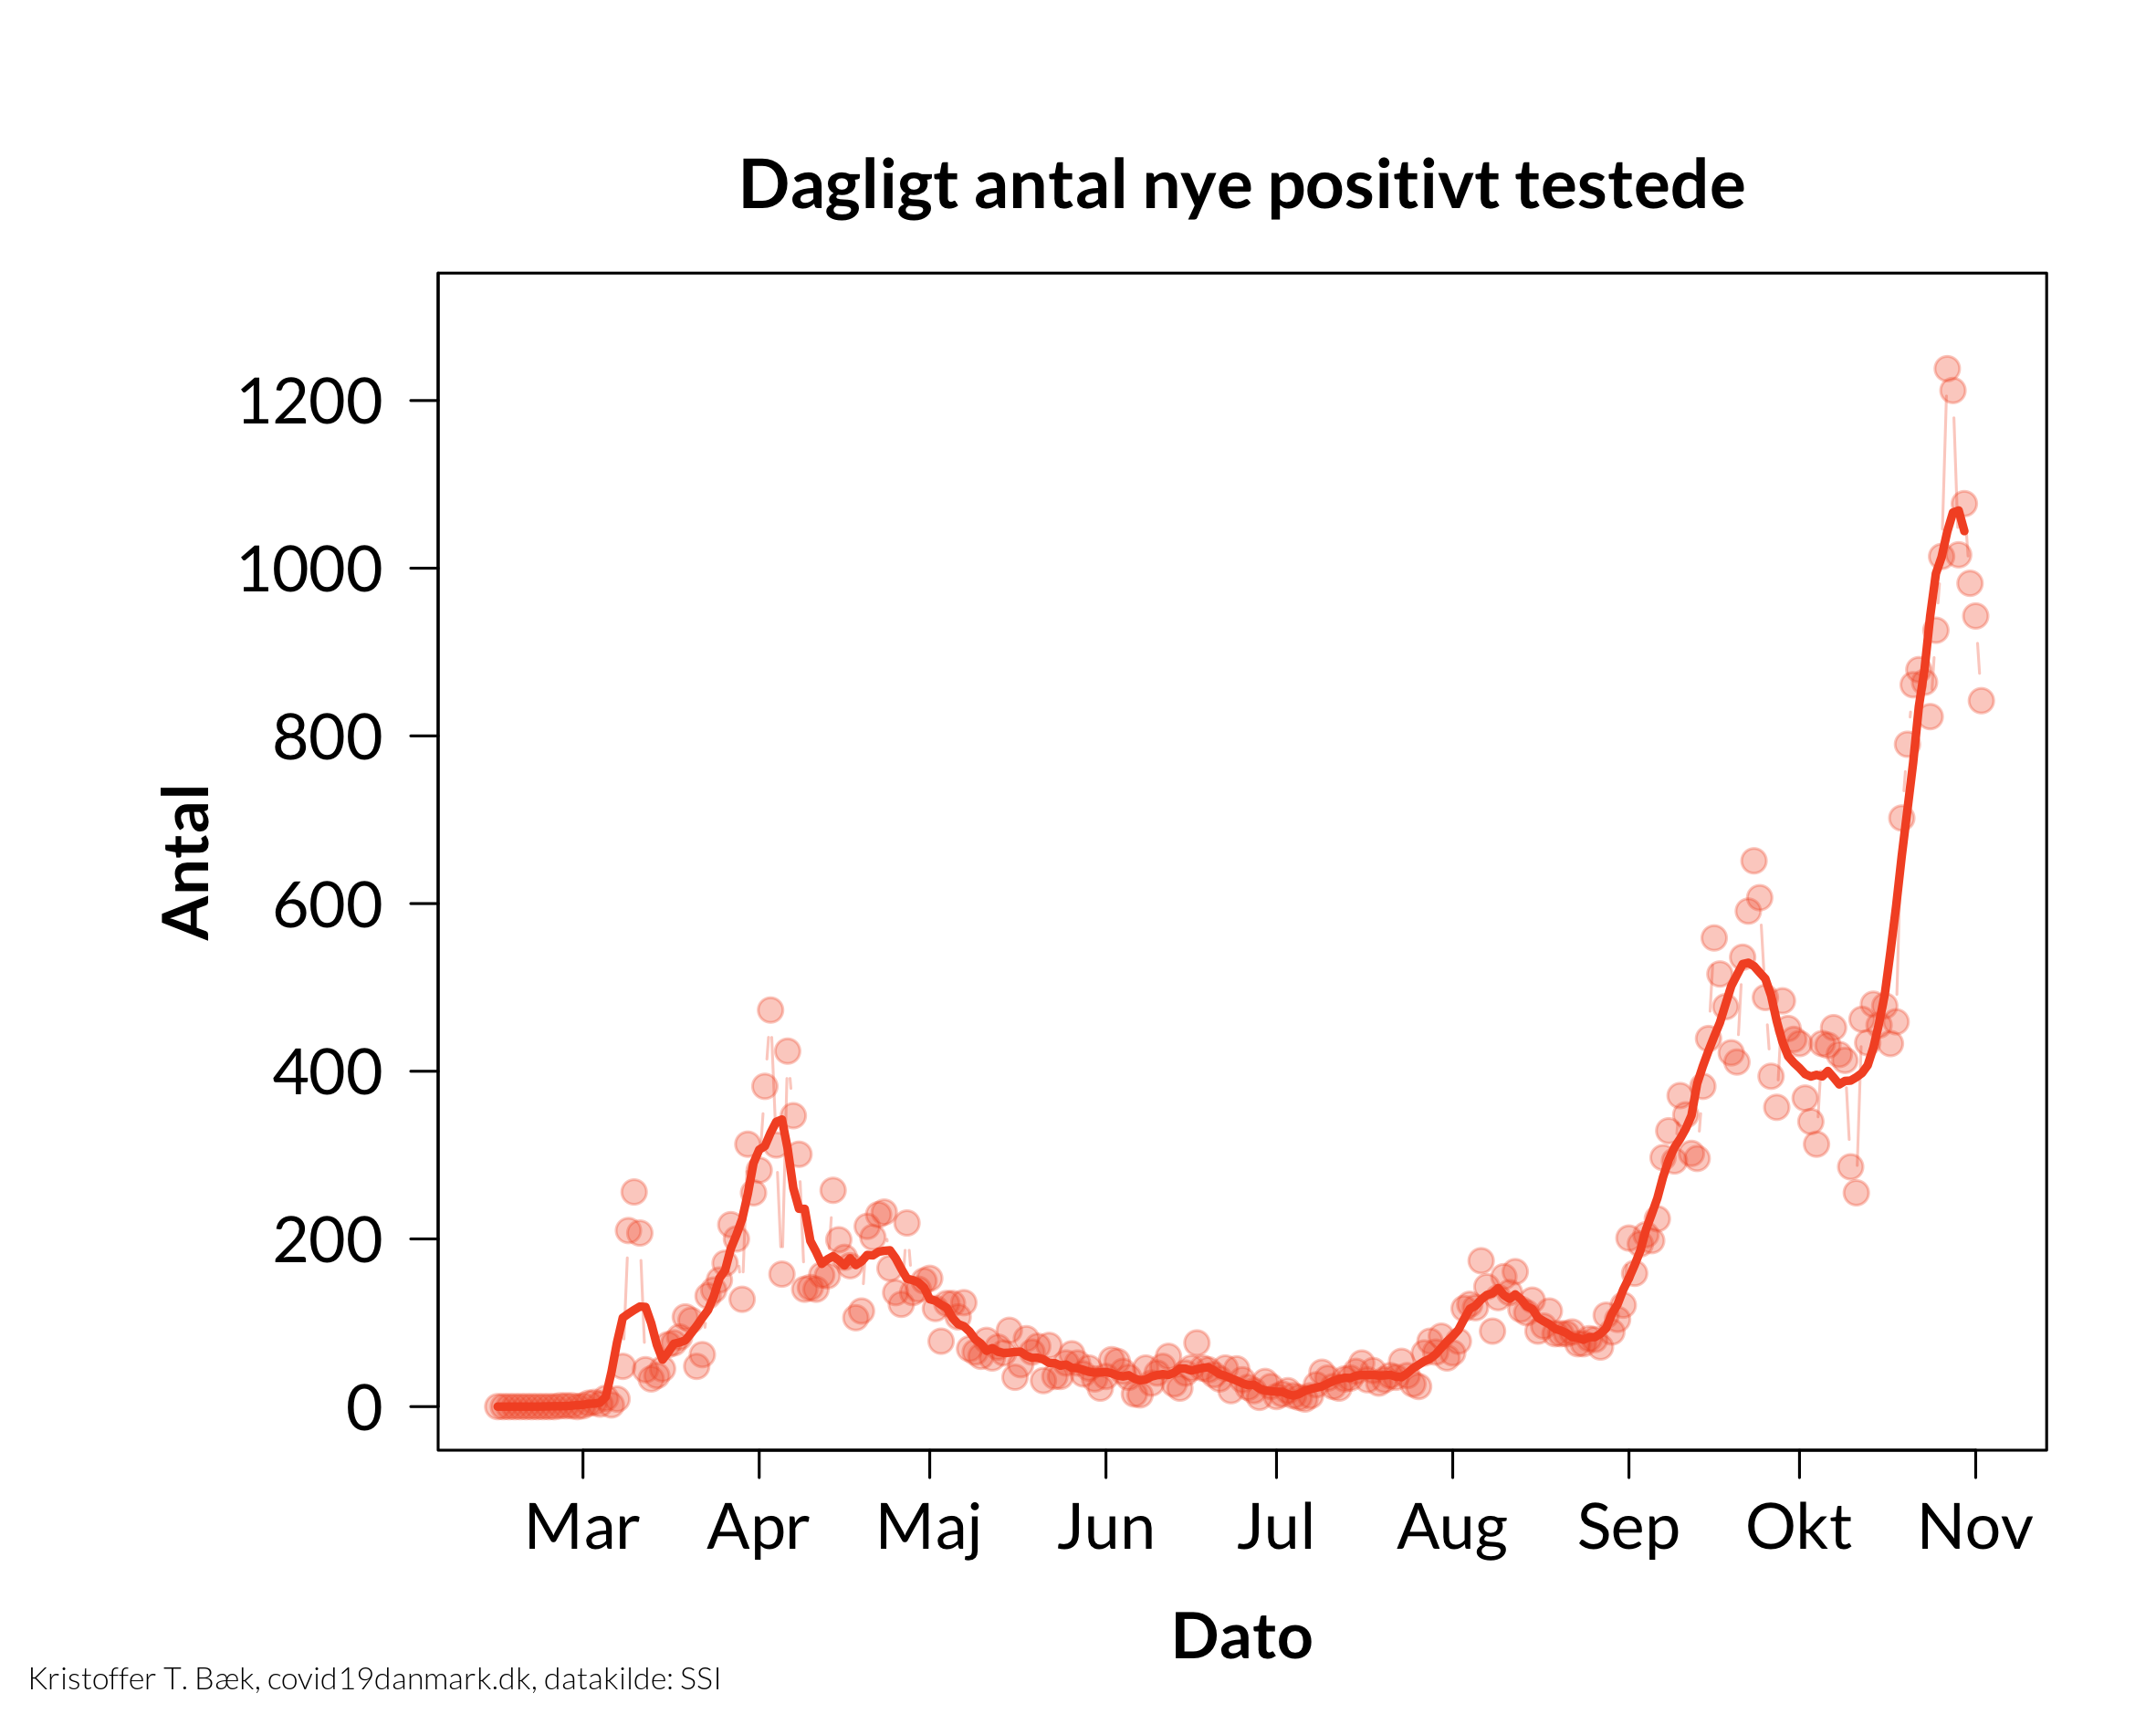 Dagligt antal nye positivt testede
1200
1000
800
600
400
200
0
Antal
Mar Apr Maj Jun Jul Aug Sep Okt Nov
Dato
Kristoffer T. Bæk, covid19danmark.dk, datakilde: SSI